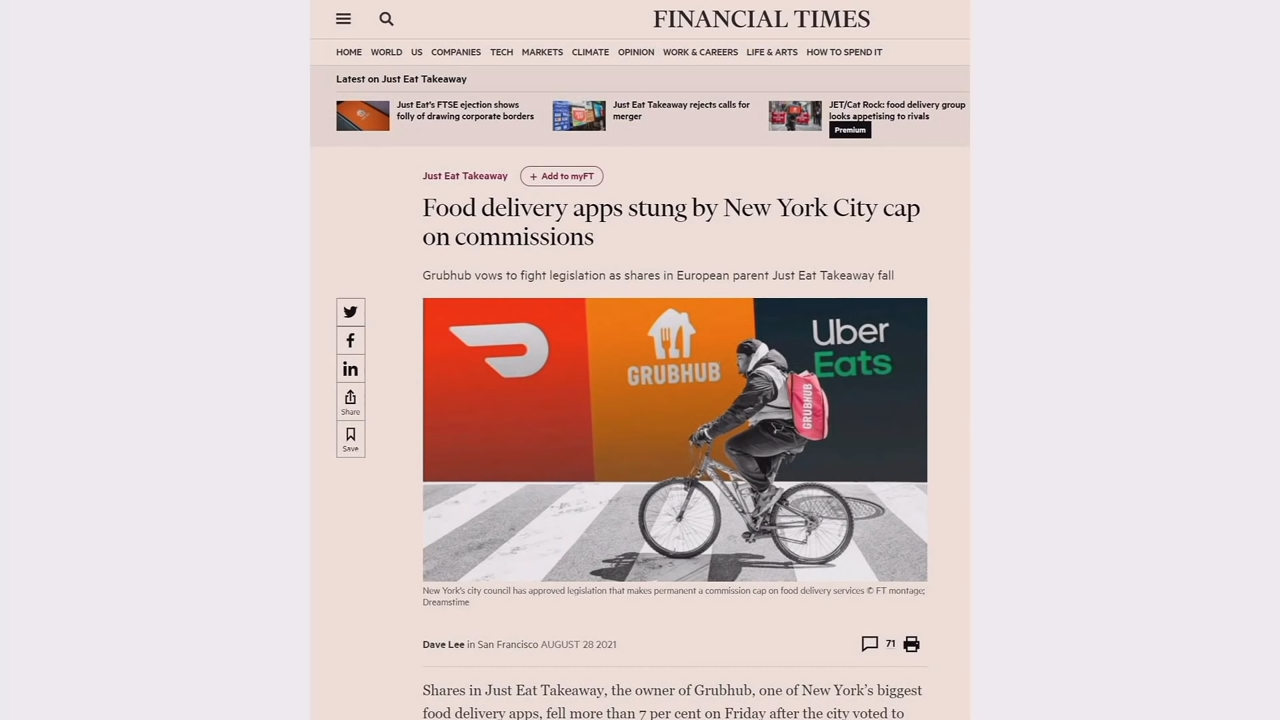 FINANCIAL TIMES
HOME WORLD US COMPANIES TECH MARKETS CLIMATE OPINION WORK & CAREERS LIFE & ARTS HOW TO SPEND IT
Latest on Just Eat Takeaway
Just Eat's FTSE ejection shows
folly of drawing corporate borders
Just Eat Takeaway rejects calls for
merger
JET/Cat Rock: food delivery group
looks appetising to rivals
Premium
Just Eat Takeaway + Add to myFT
Food delivery apps stung by New York City cap
on commissions
Grubhub vows to fight legislation as shares in European parent Just Eat Takeaway fall
Share
Save
GRUBHUB
Uber
Eats
GRUBHUB
New York's city council has approved legislation that makes permanent a commission cap on food delivery services © FT montage;
Dreamstime
Dave Lee in San Francisco AUGUST 28 2021
71
Shares in Just Eat Takeaway, the owner of Grubhub, one of New York's biggest
food delivery apps, fell more than 7 per cent on Friday after the city voted to